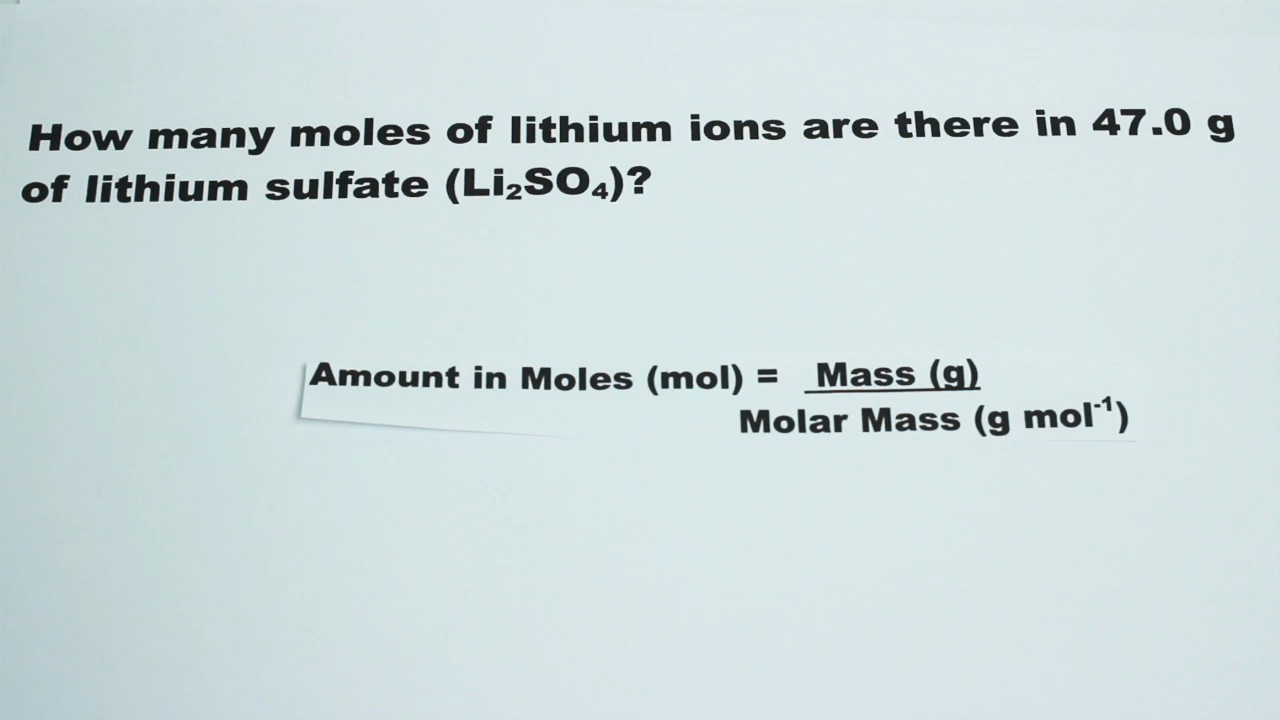 How many moles of lithium ions are there in 47.0 g
of lithium sulfate (Li₂SO₄)?
Amount in Moles (mol) = Mass (g)
Molar Mass (g mol⁻¹)